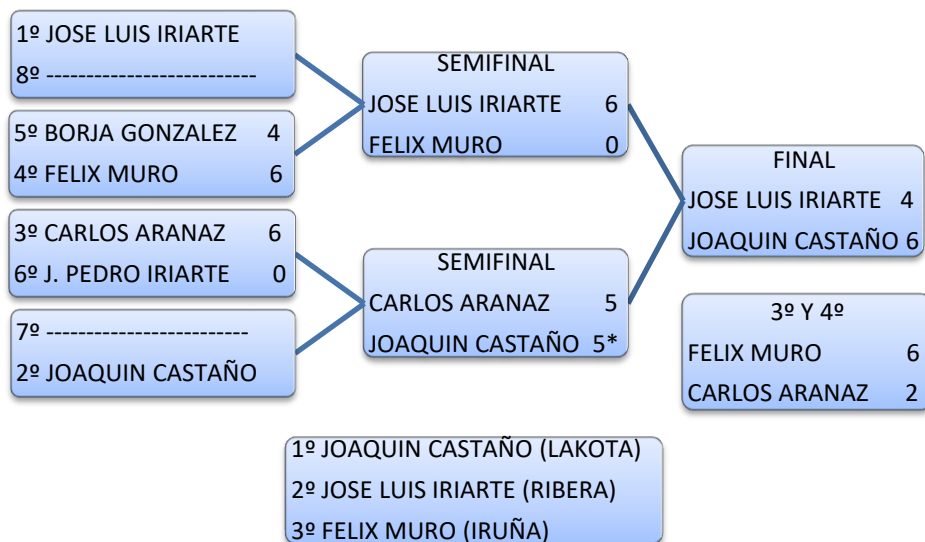 1º JOSE LUIS IRIARTE
8º --------------------------
5º BORJA GONZALEZ 4
4º FELIX MURO 6
3º CARLOS ARANAZ 6
6º J. PEDRO IRIARTE 0
7º -------------------------
2º JOAQUIN CASTAÑO
SEMIFINAL
JOSE LUIS IRIARTE 6
FELIX MURO 0
SEMIFINAL
CARLOS ARANAZ 5
JOAQUIN CASTAÑO 5*
FINAL
JOSE LUIS IRIARTE 4
JOAQUIN CASTAÑO 6
3º Y 4º
FELIX MURO 6
CARLOS ARANAZ 2
1º JOAQUIN CASTAÑO (LAKOTA)
2º JOSE LUIS IRIARTE (RIBERA)
3º FELIX MURO (IRUÑA)